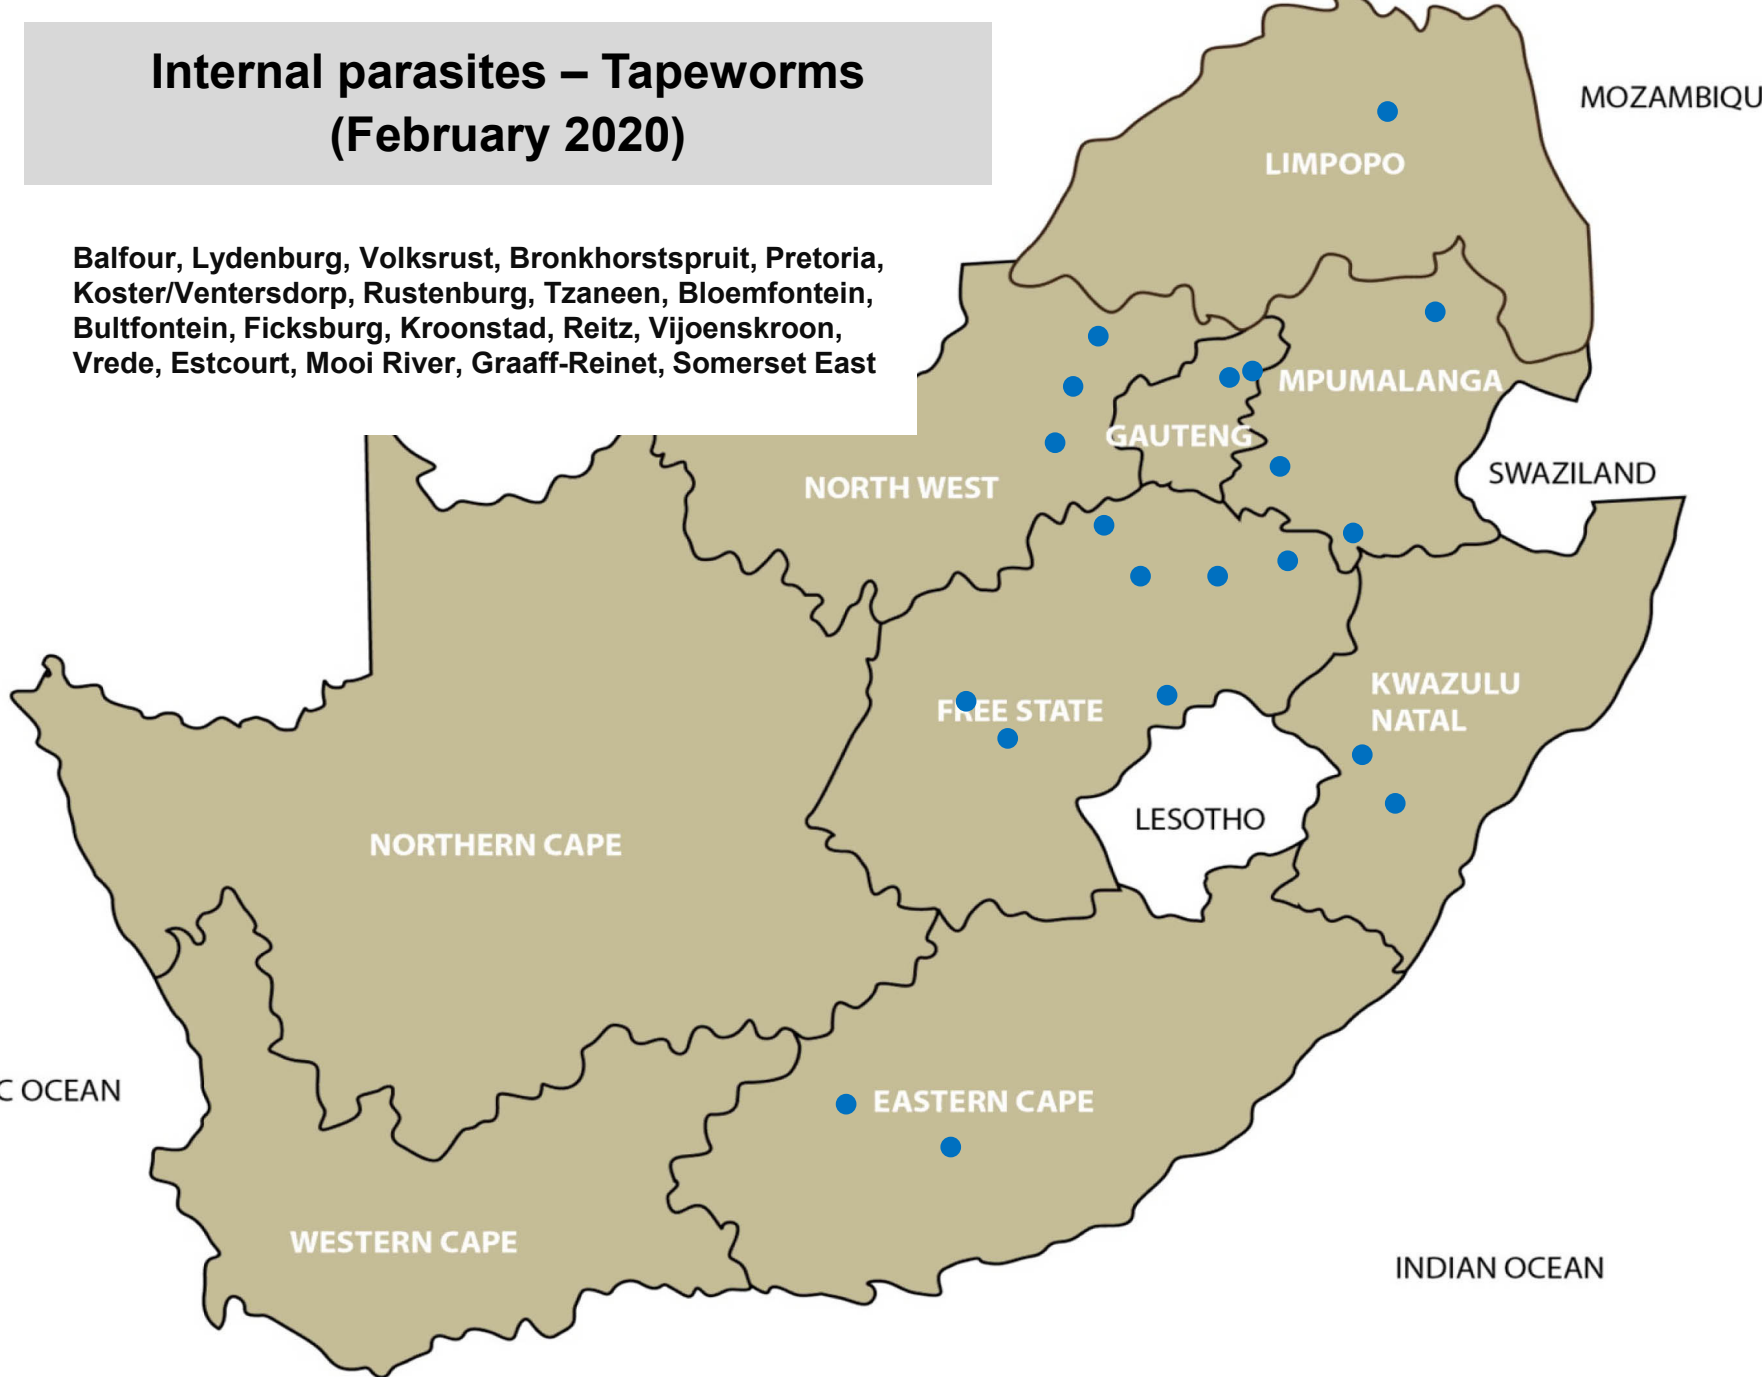 Internal parasites – Tapeworms
(February 2020)
Balfour, Lydenburg, Volksrust, Bronkhorstspruit, Pretoria,
Koster/Ventersdorp, Rustenburg, Tzaneen, Bloemfontein,
Bultfontein, Ficksburg, Kroonstad, Reitz, Vijoenskroon,
Vrede, Estcourt, Mooi River, Graaff-Reinet, Somerset East
MOZAMBIQU
LIMPOPO
MPUMALANGA
GAUTENG
SWAZILAND
NORTH WEST
KWAZULU
NATAL
FREE STATE
LESOTHO
NORTHERN CAPE
C OCEAN
EASTERN CAPE
WESTERN CAPE
INDIAN OCEAN